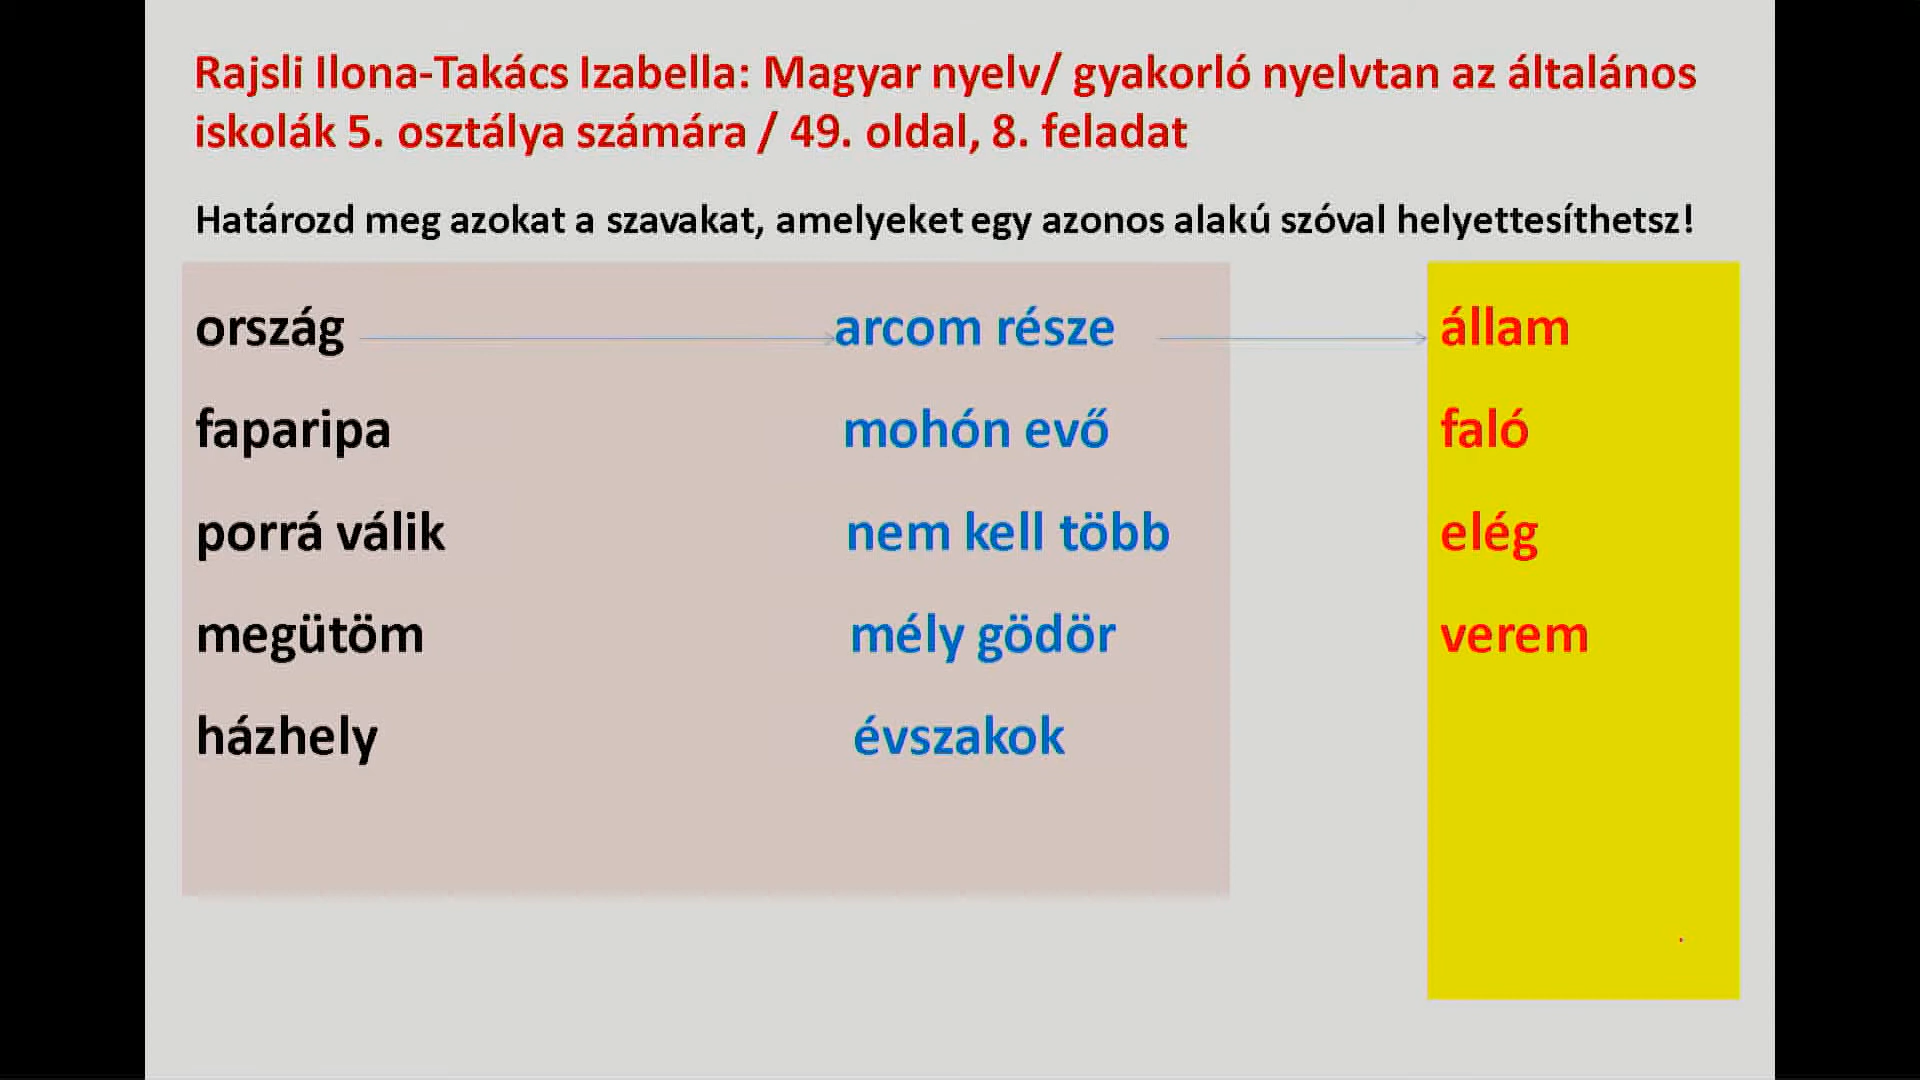 Rajsli Ilona-Takács Izabella: Magyar nyelv/ gyakorló nyelvtan az általános
iskolák 5. osztálya számára / 49. oldal, 8. feladat
Határozd meg azokat a szavakat, amelyeket egy azonos alakú szóval helyettesíthetsz!
ország arcom része állam
faparipa mohón evő faló
porrá válik nem kell több elég
megütöm mély gödör verem
házhely évszakok